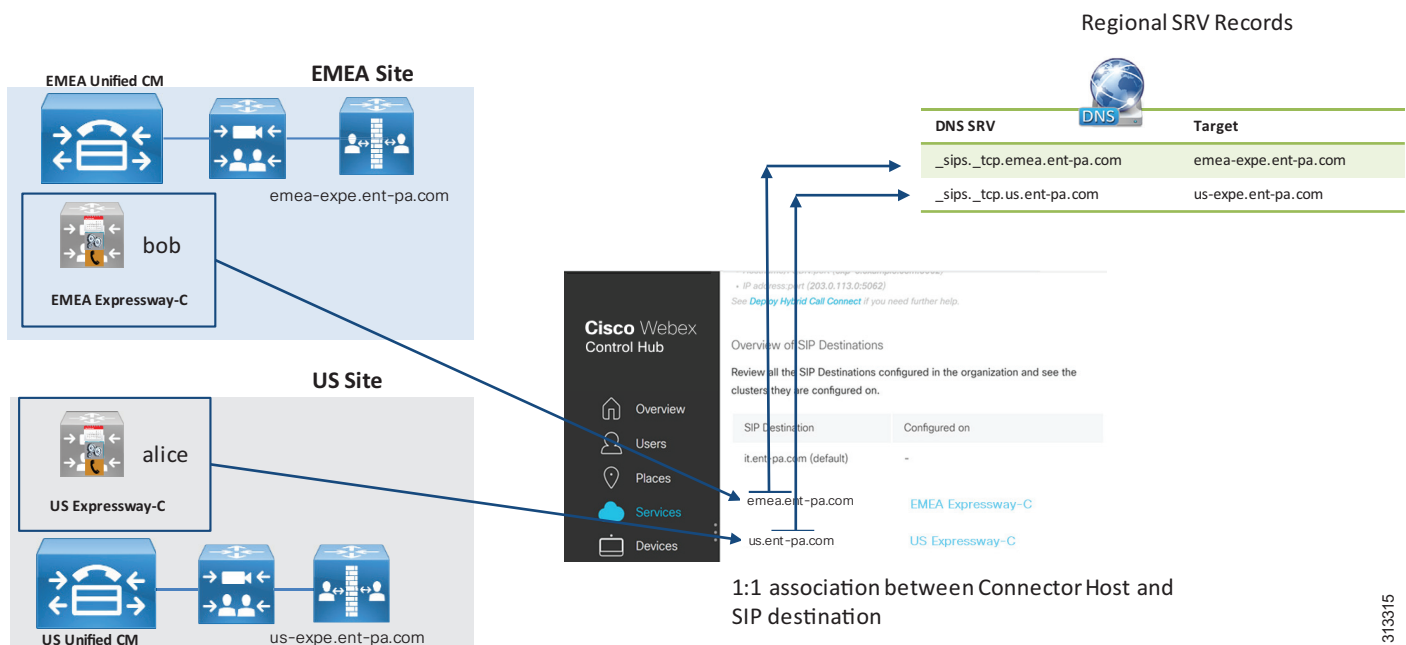 Regional SRV Records
EMEA Site
EMEA Unified CM
emea-expe.ent-pa.com
bob
EMEA Expressway-C
US Site
alice
US Expressway-C
US Unified CM
us-expe.ent-pa.com
DNS
DNS SRV Target
_sips._tcp.emea.ent-pa.com emea-expe.ent-pa.com
_sips._tcp.us.ent-pa.com us-expe.ent-pa.com
Cisco Webex
Control Hub
Overview
Users
Places
Services
Devices
• IP address:port (203.0.113.0:5062)
See Deploy Hybrid Call Connect if you need further help.
Overview of SIP Destinations
Review all the SIP Destinations configured in the organization and see the
clusters they are configured on.
SIP Destination Configured on
it.ent-pa.com (default) -
emea.ent-pa.com EMEA Expressway-C
us.ent-pa.com US Expressway-C
1:1 association between Connector Host and
SIP destination
313315